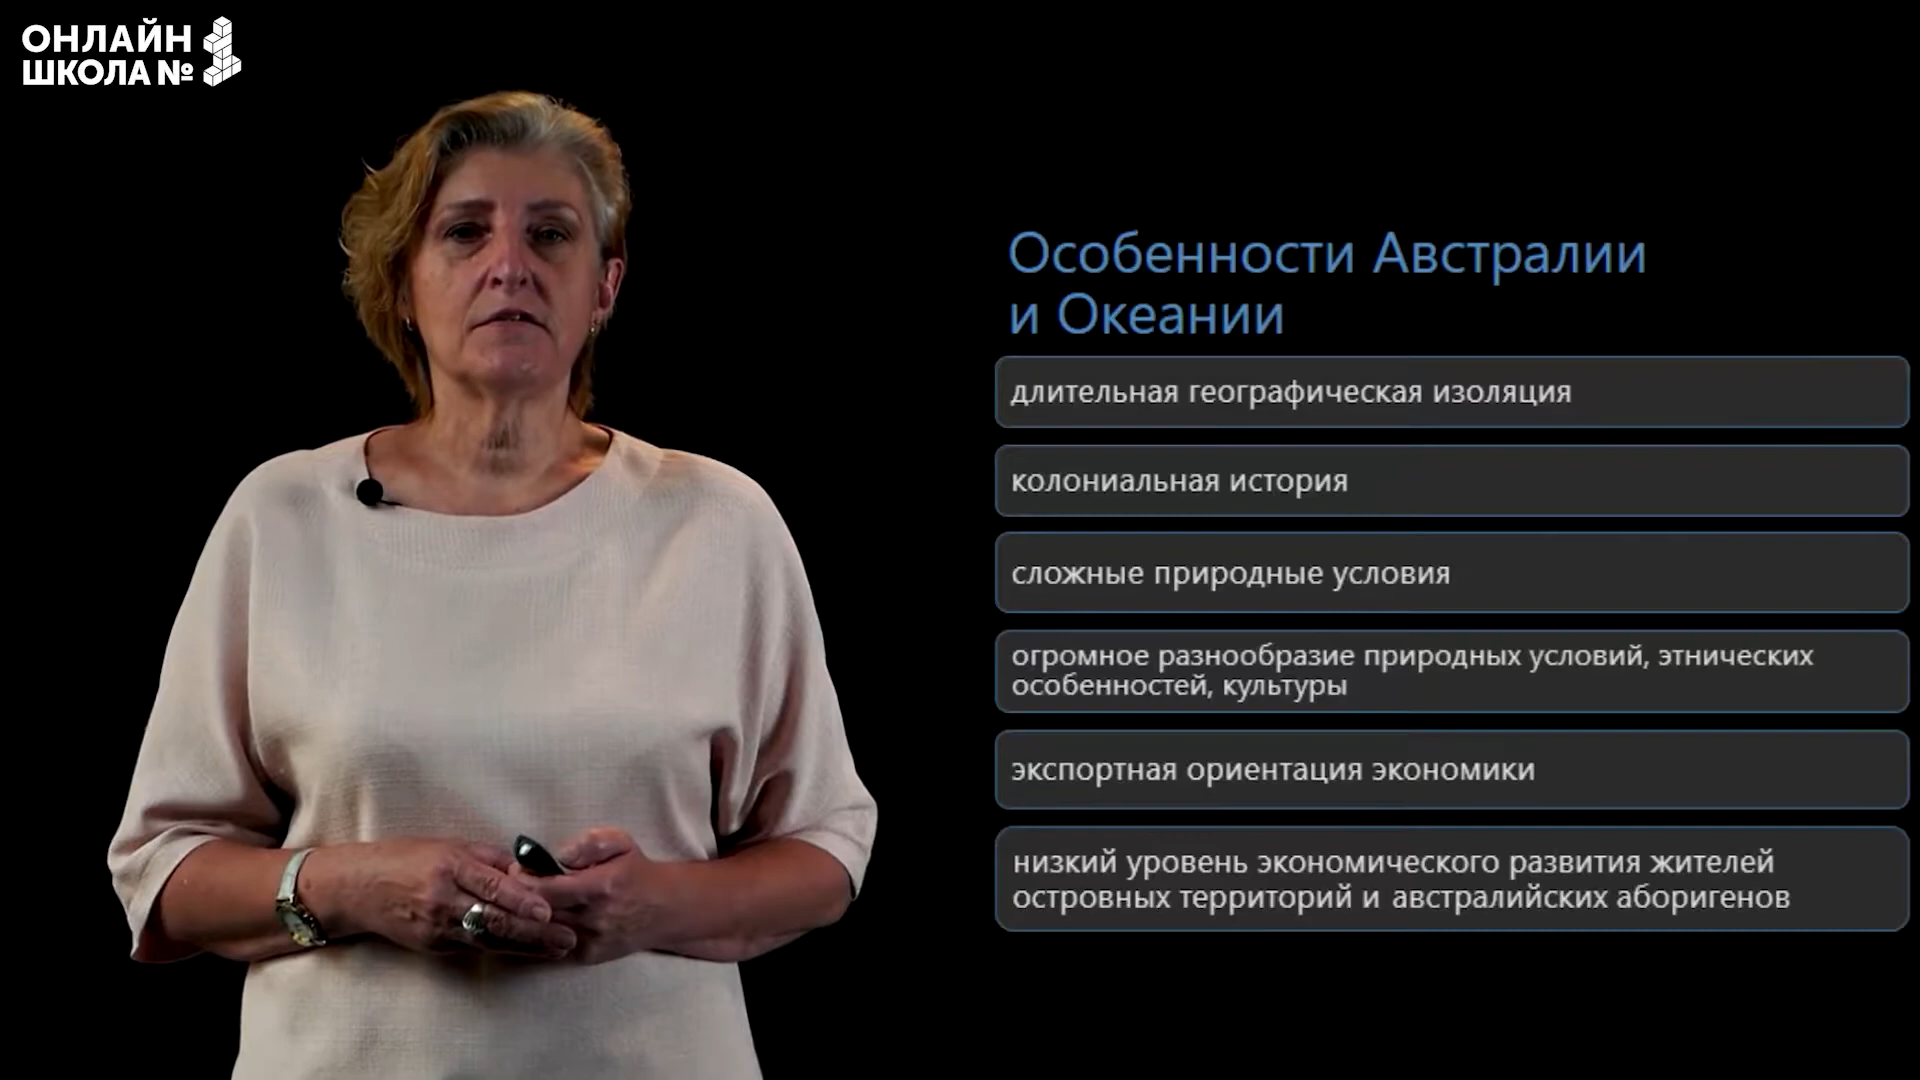 ОНЛАЙН
ШКОЛА №
Особенности Австралии
и Океании
длительная географическая изоляция
колониальная история
сложные природные условия
огромное разнообразие природных условий, этнических
особенностей, культуры
экспортная ориентация экономики
низкий уровень экономического развития жителей
островных территорий и австралийских аборигенов